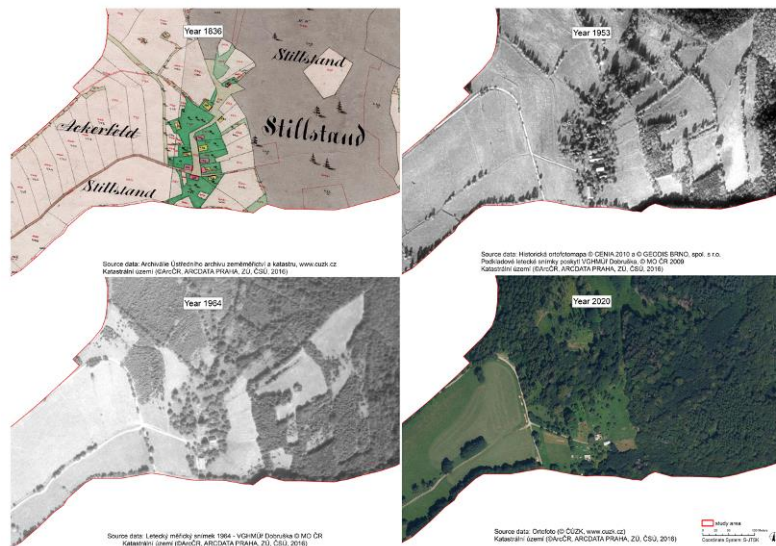 Year 1836
Stillstand
Ackerfeld
Stillstand
Stillstand
Source data: Archiválie Ústředního archivu zeměměřictví a katastru, www.cuzk.cz
Katastrální území (©ArcČR, ARCDATA PRAHA, ZÚ, ČSÚ, 2016)
Year 1953
Source data: Historická ortofotomapa © CENIA 2010 a © GEODIS BRNO, spol. s r.o.
Podkladové letecké snímky poskytl VGHMÚř Dobruška, © MO ČR 2009
Katastrální území (©ArcČR, ARCDATA PRAHA, ZÚ, ČSÚ, 2016)
Year 1964
Source data: Letecký měřický snímek 1964 - VGHMÚř Dobruška © MO ČR
Katastrální území (©ArcČR, ARCDATA PRAHA, ZÚ, ČSÚ, 2016)
Year 2020
Source data: Ortofoto (© ČÚZK, www.cuzk.cz)
Katastrální území (©ArcČR, ARCDATA PRAHA, ZÚ, ČSÚ, 2016)
study area
Coordinate System: S-JTSK